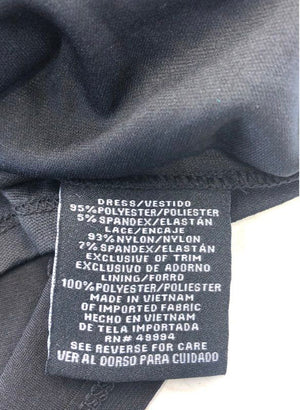 DRESS/VESTIDO
95%POLYESTER/POLIESTER
5%SPANDEX/ELASTÁN
LACE/ENCAJE
93%NYLON/NYLON
7%SPANDEX/ELASTÁN
EXCLUSIVE OF TRIM
EXCLUSIVO DE ADORNO
LINING/FORRO
100%POLYESTER/POLIESTER
MADE IN VIETNAM
OF IMPORTED FABRIC
HECHO EN VIETNAM
DE TELA IMPORTADA
RN# 49994
SEE REVERSE FOR CARE
VER AL DORSO PARA CUIDADO